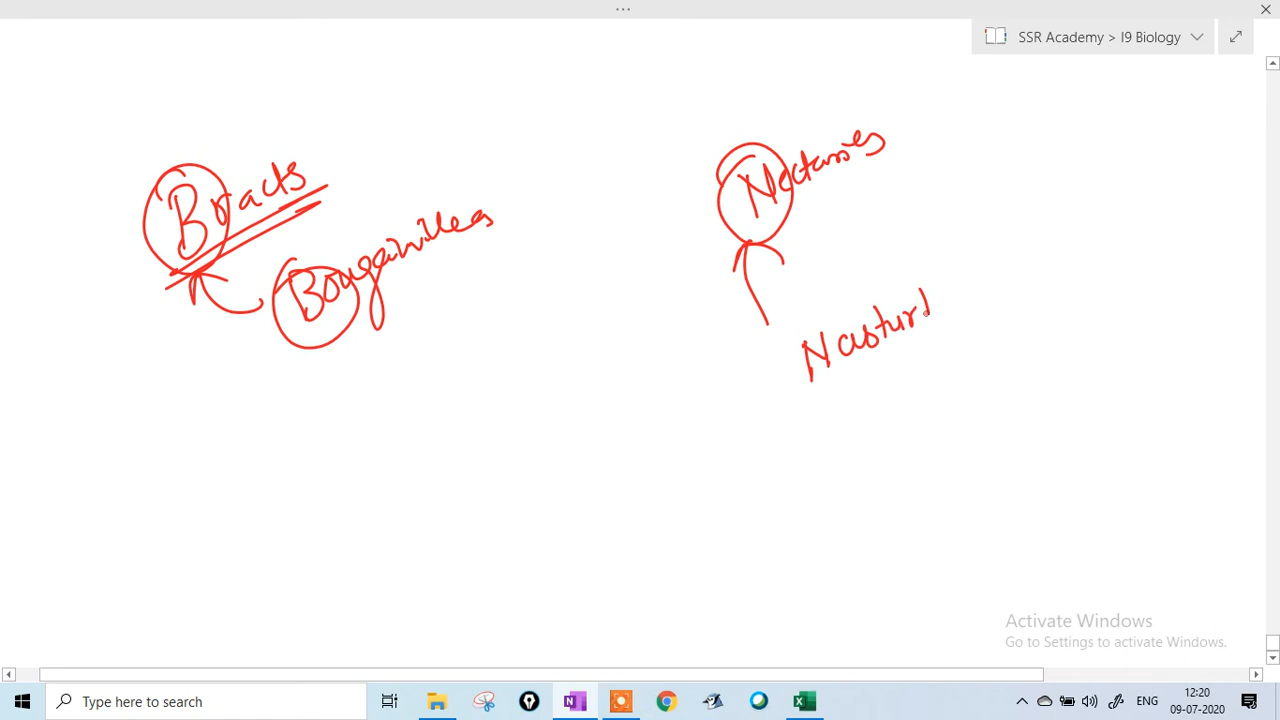 SSR Academy > I9 Biology
Bracts
Bougainvillea
Nectaries
Nastur
Activate Windows
Go to Settings to activate Windows.
Type here to search
ENG
12:20
09-07-2020